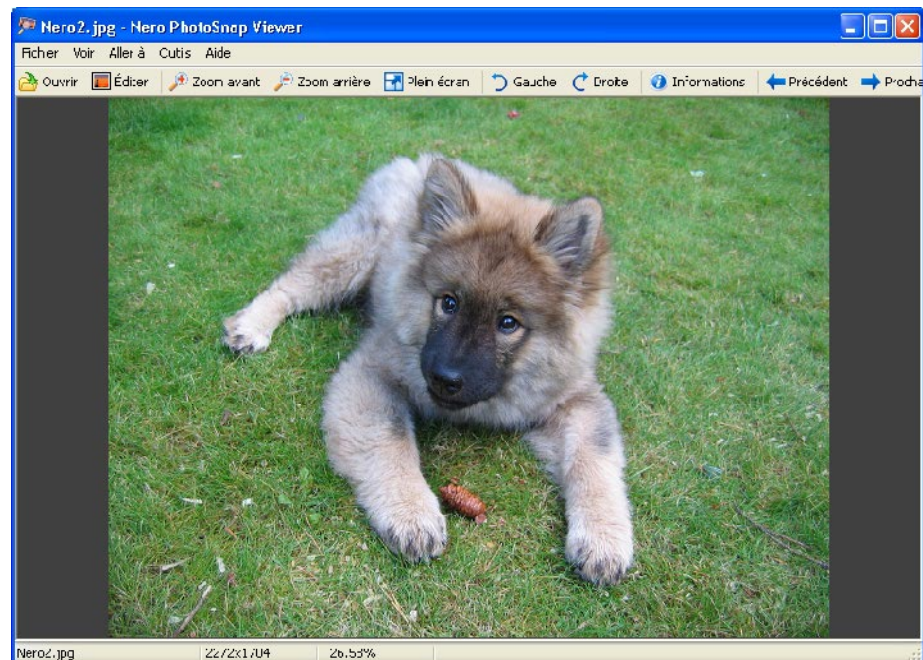 Nero2.jpg - Nero PhotoSnap Viewer
Fichier Voir Aller à Outils Aide
Ouvrir Éditer Zoom avant Zoom arrière Plein écran Gauche Droite Informations Précédent Procha
Nero2.jpg 2272x1704 26.53%